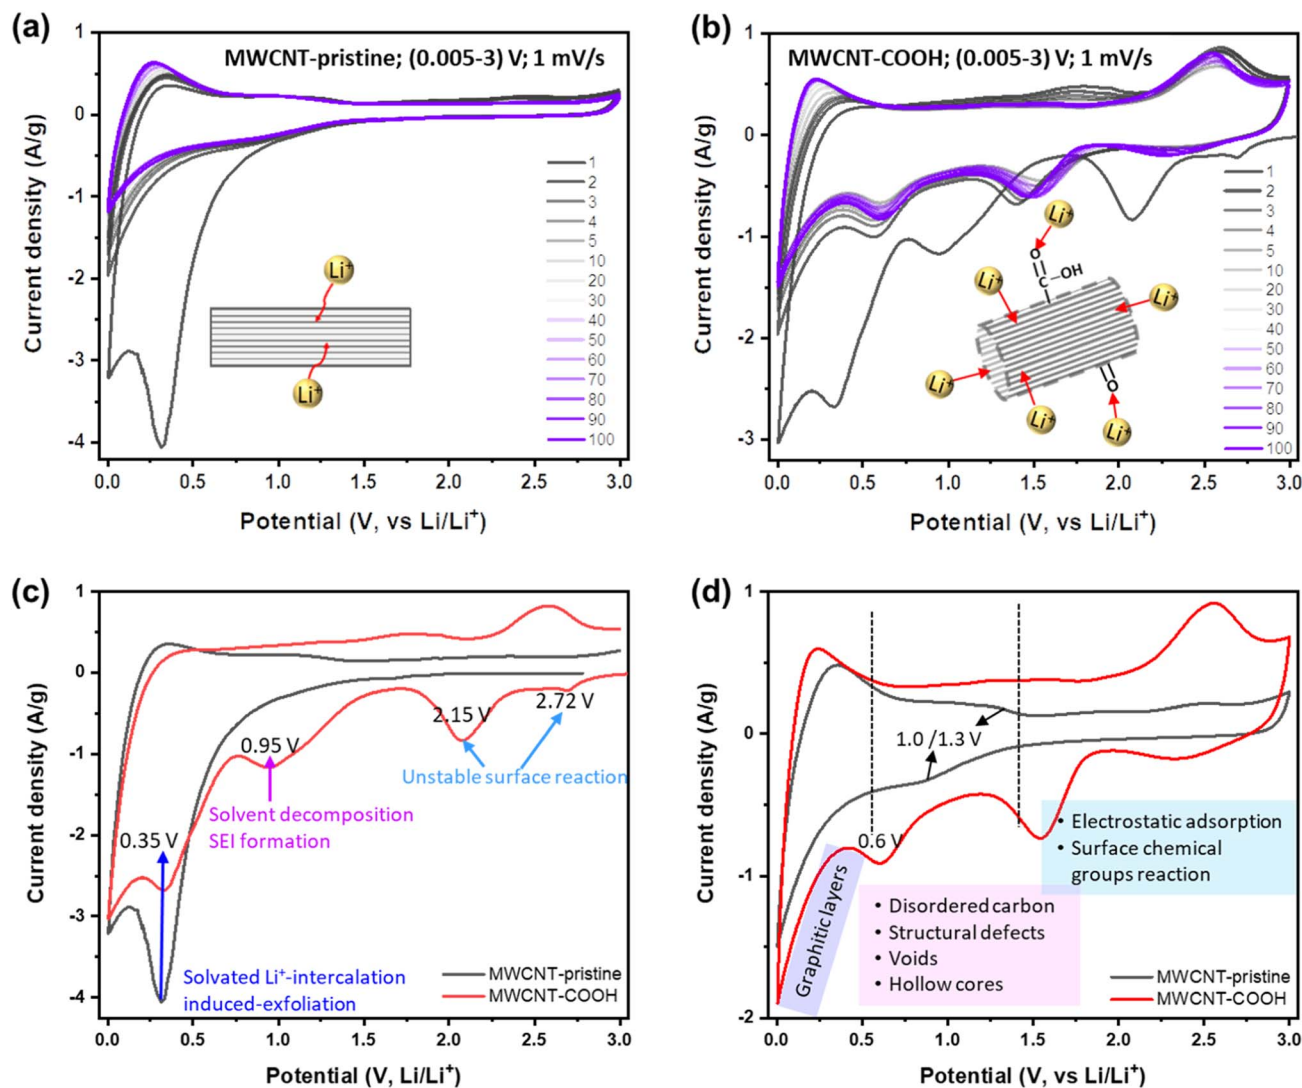 (a)
MWCNT-pristine; (0.005-3) V; 1 mV/s
1
0
-1
-2
-3
-4
Current density (A/g)
1
2
3
4
5
10
20
30
40
50
60
70
80
90
100
Li⁺
Li⁺
0.0 0.5 1.0 1.5 2.0 2.5 3.0
Potential (V, vs Li/Li⁺)
(b)
MWCNT-COOH; (0.005-3) V; 1 mV/s
1
0
-1
-2
-3
Current density (A/g)
1
2
3
4
5
10
20
30
40
50
60
70
80
90
100
Li⁺
O
C-OH
Li⁺
Li⁺
Li⁺
O
Li⁺
Li⁺
0.0 0.5 1.0 1.5 2.0 2.5 3.0
Potential (V, vs Li/Li⁺)
(c)
1
0
-1
-2
-3
-4
Current density (A/g)
2.72 V
2.15 V
0.95 V
Unstable surface reaction
Solvent decomposition
SEI formation
0.35 V
Solvated Li⁺-intercalation
induced-exfoliation
MWCNT-pristine
MWCNT-COOH
0.0 0.5 1.0 1.5 2.0 2.5 3.0
Potential (V, Li/Li⁺)
(d)
1
0
-1
-2
Current density (A/g)
1.0 /1.3 V
0.6 V
• Electrostatic adsorption
• Surface chemical
groups reaction
Graphitic layers
• Disordered carbon
• Structural defects
• Voids
• Hollow cores
MWCNT-pristine
MWCNT-COOH
0.0 0.5 1.0 1.5 2.0 2.5 3.0
Potential (V, vs Li/Li⁺)